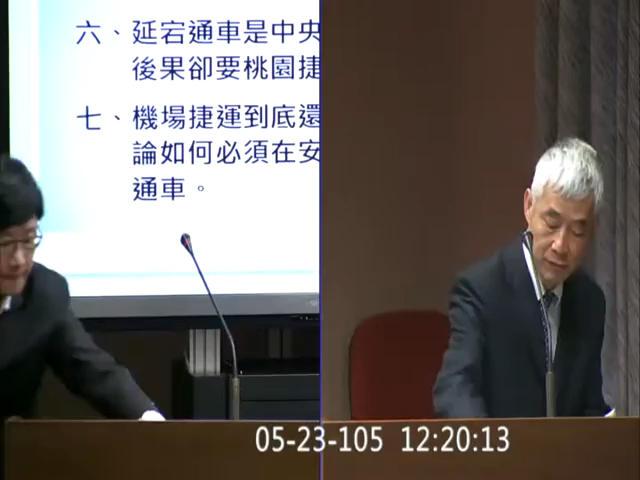 六、延宕通車是中央
後果卻要桃園捷
七、機場捷運到底還
論如何必須在安
通車。
05-23-105 12:20:13